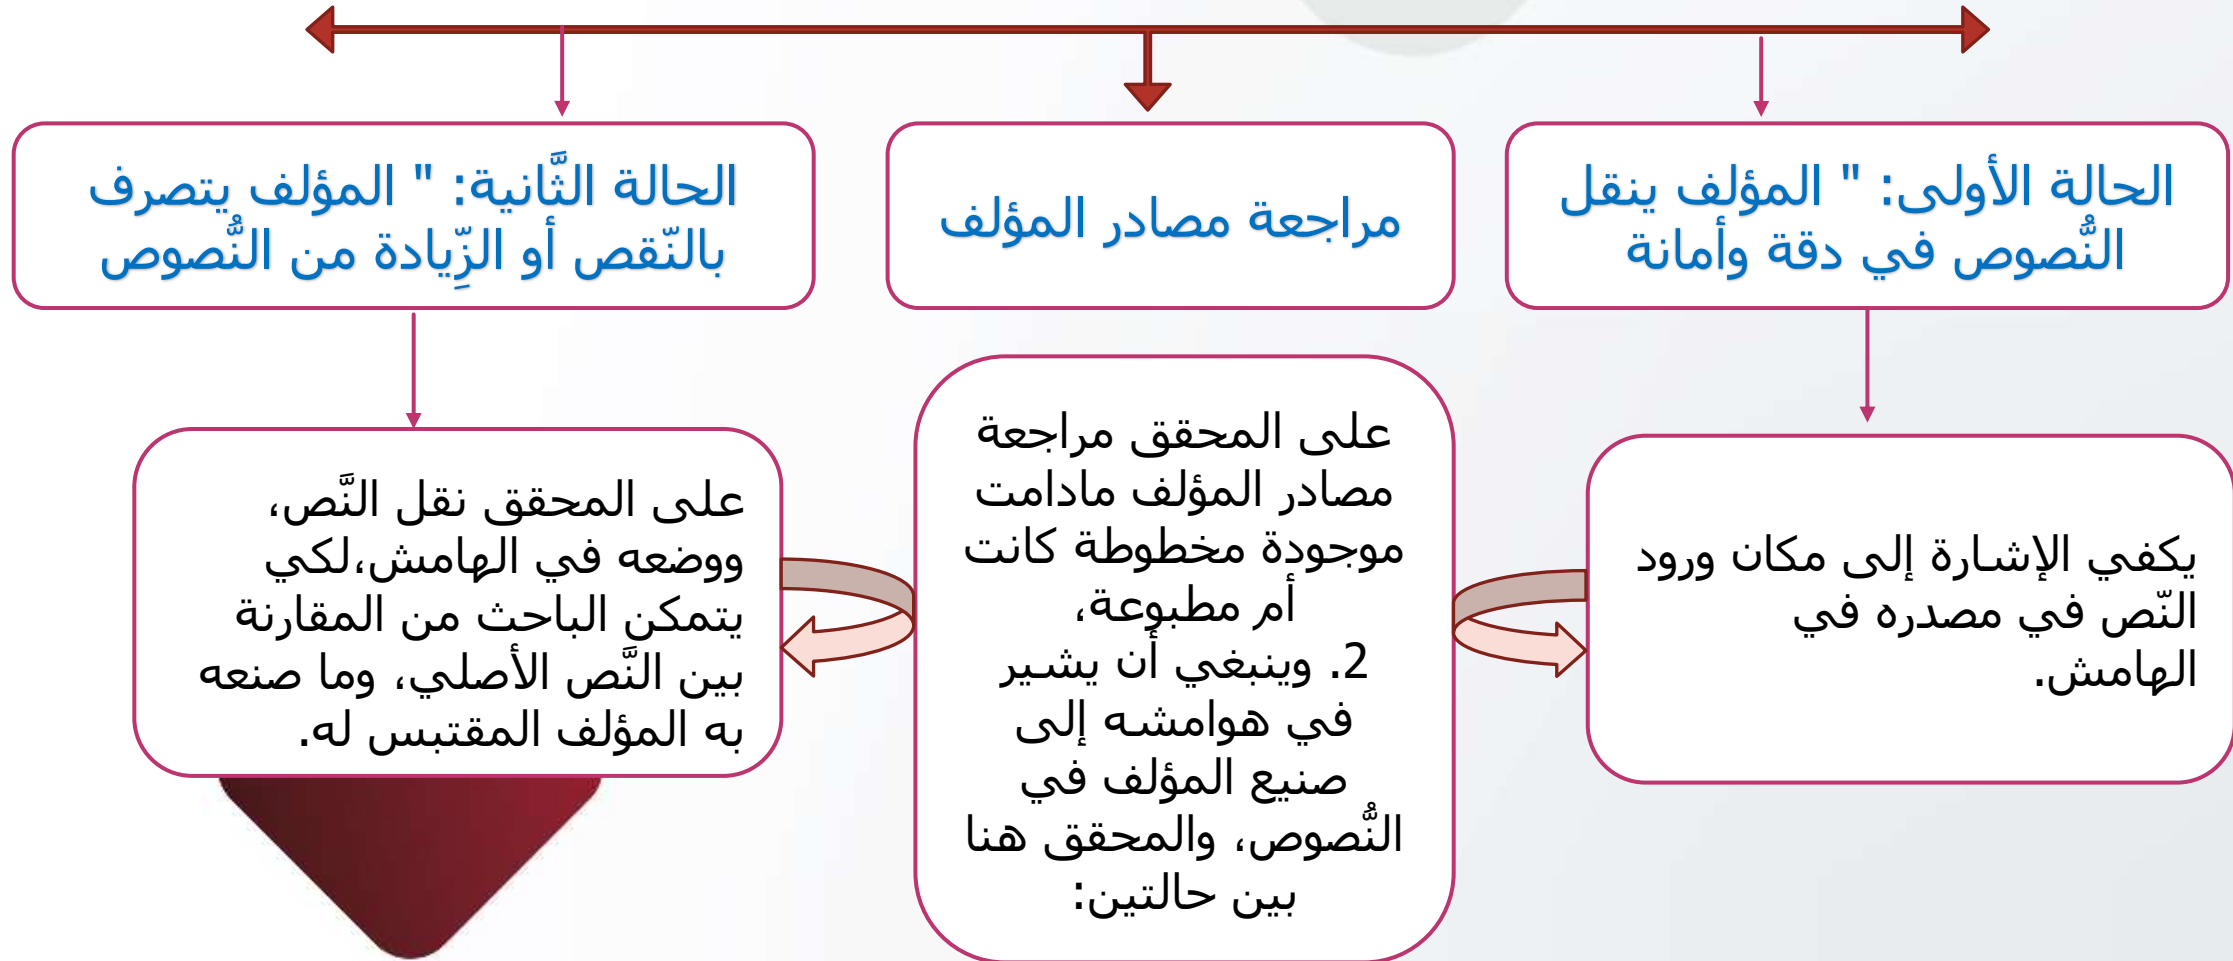 الحالة الأولى: " المؤلف ينقل
النُّصوص في دقة وأمانة
مراجعة مصادر المؤلف
الحالة الثَّانية: " المؤلف يتصرف
بالنّقص أو الزِّيادة من النُّصوص
يكفي الإشارة إلى مكان ورود
النّص في مصدره في
الهامش.
على المحقق مراجعة
مصادر المؤلف مادامت
موجودة مخطوطة كانت
أم مطبوعة،
2. وينبغي أن يشير
في هوامشه إلى
صنيع المؤلف في
النُّصوص، والمحقق هنا
بين حالتين:
على المحقق نقل النَّص،
ووضعه في الهامش،لكي
يتمكن الباحث من المقارنة
بين النَّص الأصلي، وما صنعه
به المؤلف المقتبس له.